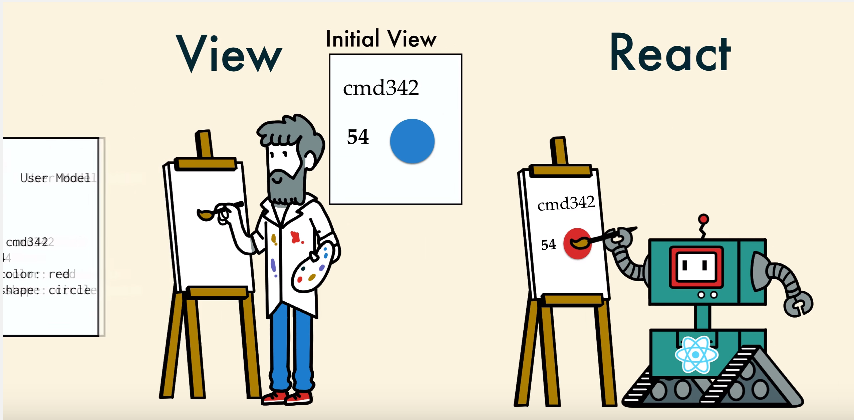 View
Initial View
React
cmd342
54
User Model
cmd342
color: red
shape: circle
cmd342
54